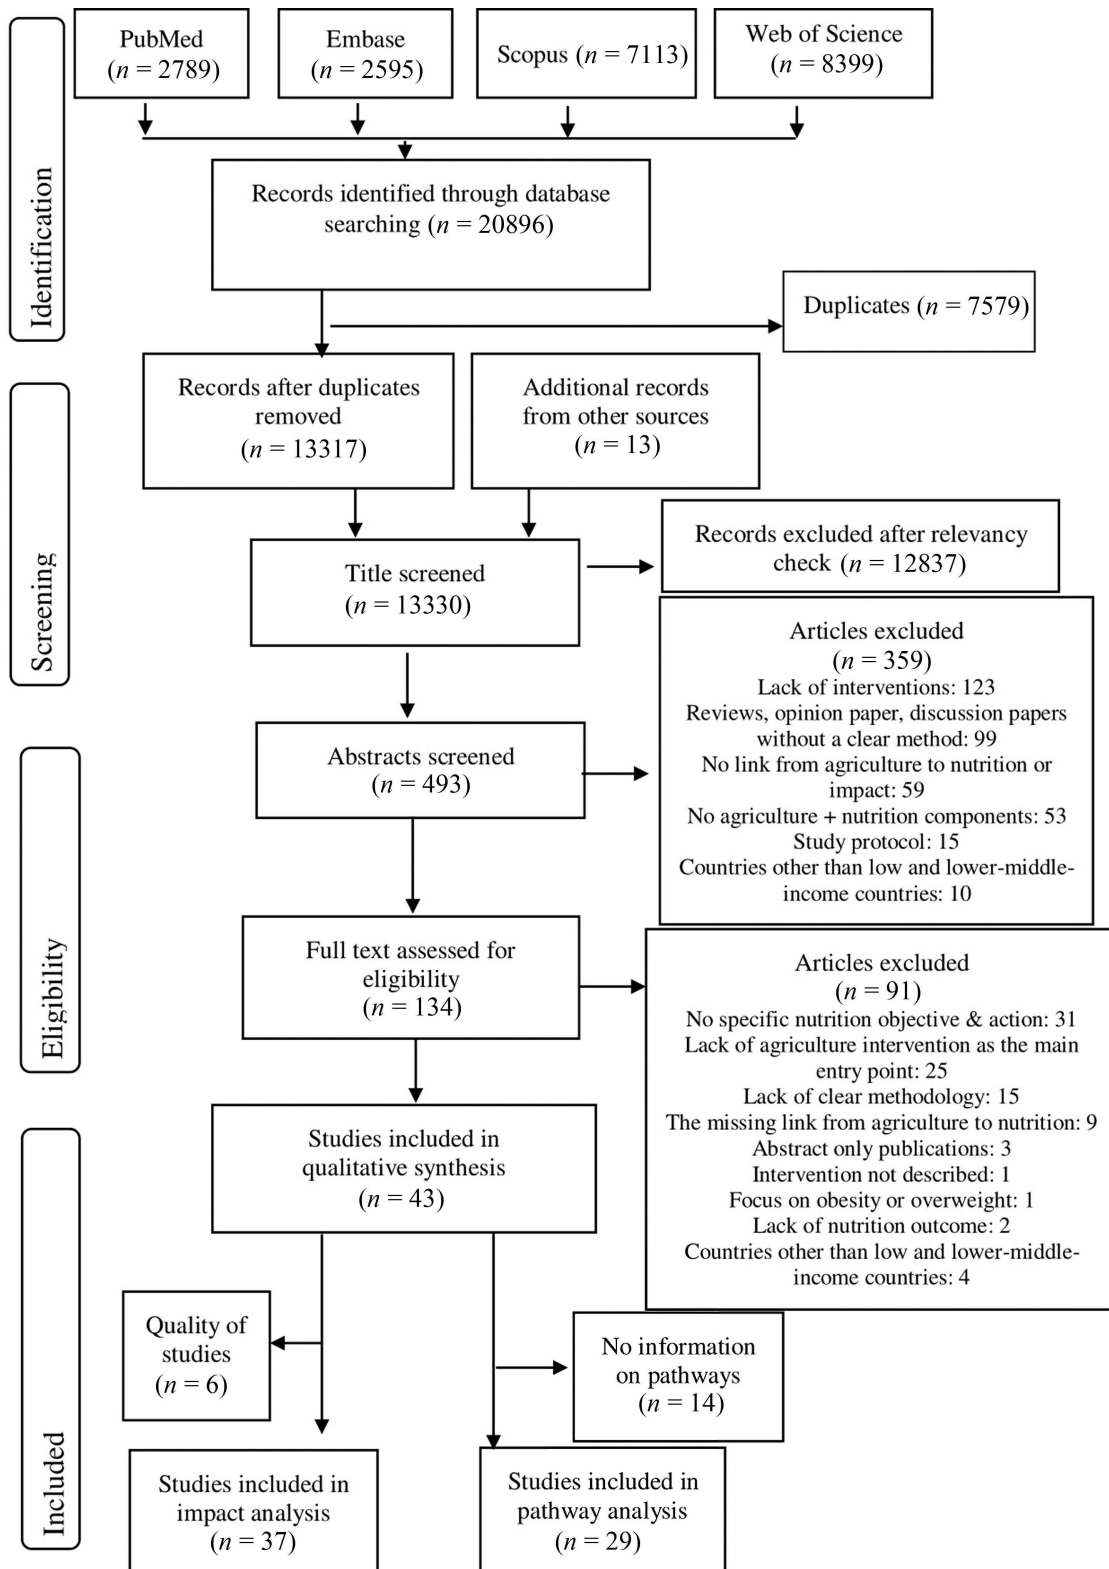 PubMed
(n = 2789)
Embase
(n = 2595)
Scopus (n = 7113)
Web of Science
(n = 8399)
Identification
Records identified through database
searching (n = 20896)
Duplicates (n = 7579)
Records after duplicates
removed
(n = 13317)
Additional records
from other sources
(n = 13)
Screening
Title screened
(n = 13330)
Records excluded after relevancy
check (n = 12837)
Abstracts screened
(n = 493)
Articles excluded
(n = 359)
Lack of interventions: 123
Reviews, opinion paper, discussion papers
without a clear method: 99
No link from agriculture to nutrition or
impact: 59
No agriculture + nutrition components: 53
Study protocol: 15
Countries other than low and lower-middle-
income countries: 10
Eligibility
Full text assessed for
eligibility
(n = 134)
Articles excluded
(n = 91)
No specific nutrition objective & action: 31
Lack of agriculture intervention as the main
entry point: 25
Lack of clear methodology: 15
The missing link from agriculture to nutrition: 9
Abstract only publications: 3
Intervention not described: 1
Focus on obesity or overweight: 1
Lack of nutrition outcome: 2
Countries other than low and lower-middle-
income countries: 4
Included
Studies included in
qualitative synthesis
(n = 43)
Quality of
studies
(n = 6)
No information
on pathways
(n = 14)
Studies included in
impact analysis
(n = 37)
Studies included in
pathway analysis
(n = 29)